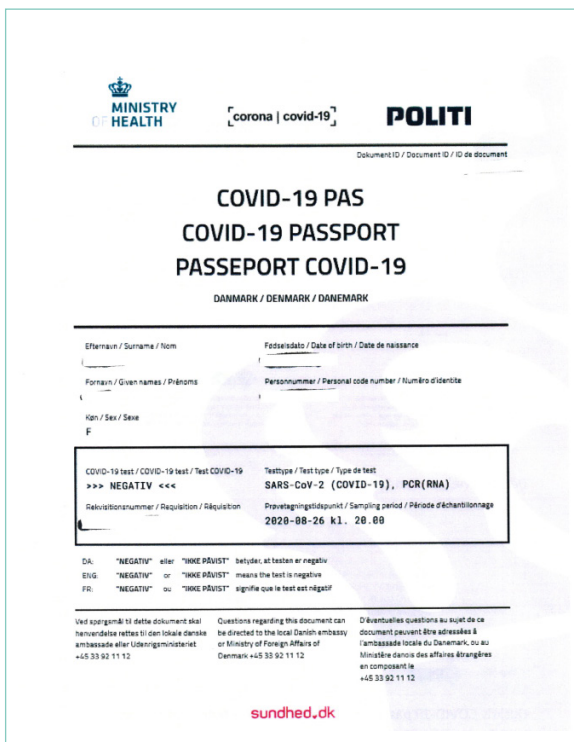 MINISTRY
OF HEALTH
[corona | covid-19]
POLITI
Dokument ID / Document ID / ID de document
COVID-19 PAS
COVID-19 PASSPORT
PASSEPORT COVID-19
DANMARK / DENMARK / DANEMARK
Efternavn / Surname / Nom
Fødselsdato / Date of birth / Date de naissance
Fornavn / Given names / Prénoms
Personnummer / Personal code number / Numéro d'identite
Køn / Sex / Sexe
F
COVID-19 test / COVID-19 test / Test COVID-19
>>> NEGATIV <<<
Testtype / Test type / Type de test
SARS-CoV-2 (COVID-19), PCR(RNA)
Rekvisitionsnummer / Requisition / Réquisition
Prøvetagningstidspunkt / Sampling period / Période d'échantillonnage
2020-08-26 kl. 20.00
DA: "NEGATIV" eller "IKKE PÅVIST" betyder, at testen er negativ
ENG: "NEGATIV" or "IKKE PÅVIST" means the test is negative
FR: "NEGATIV" ou "IKKE PÅVIST" signifie que le test est négatif
Ved spørgsmål til dette dokument skal
henvendelse rettes til den lokale danske
ambassade eller Udenrigsministeriet
+45 33 92 11 12
Questions regarding this document can
be directed to the local Danish embassy
or Ministry of Foreign Affairs of
Denmark +45 33 92 11 12
D'éventuelles questions au sujet de ce
document peuvent être adressées à
l'ambassade locale du Danemark, ou au
Ministère danois des affaires étrangères
en composant le
+45 33 92 11 12
sundhed.dk